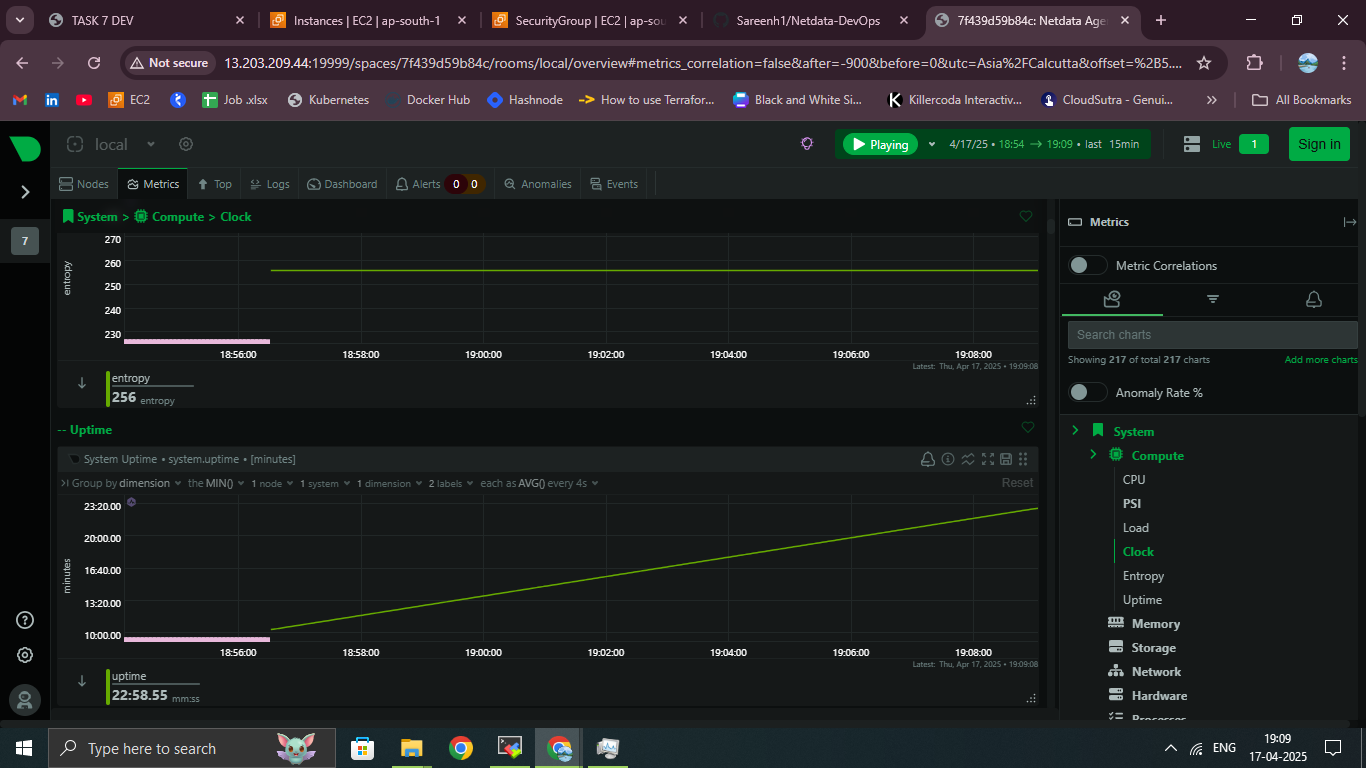 TASK 7 DEV
Instances | EC2 | ap-south-1
SecurityGroup | EC2 | ap-sou
Sareenh1/Netdata-DevOps
7f439d59b84c: Netdata Age
Not secure
13.203.209.44:19999/spaces/7f439d59b84c/rooms/local/overview#metrics_correlation=false&after=-900&before=0&utc=Asia%2FCalcutta&offset=%2B5....
EC2
Job .xlsx
Kubernetes
Docker Hub
Hashnode
How to use Terrafor...
Black and White Si...
Killercoda Interactiv...
CloudSutra - Genui...
All Bookmarks
local
Playing
4/17/25 • 18:54 → 19:09 • last 15min
Live
1
Sign in
Nodes
Metrics
Top
Logs
Dashboard
Alerts
0
0
Anomalies
Events
7
System > Compute > Clock
entropy
270
260
250
240
230
18:56:00
18:58:00
19:00:00
19:02:00
19:04:00
19:06:00
19:08:00
Latest: Thu, Apr 17, 2025 • 19:09:08
entropy
256 entropy
-- Uptime
System Uptime • system.uptime • [minutes]
Group by dimension the MIN() 1 node 1 system 1 dimension 2 labels each as AVG() every 4s
Reset
minutes
23:20.00
20:00.00
16:40.00
13:20.00
10:00.00
18:56:00
18:58:00
19:00:00
19:02:00
19:04:00
19:06:00
19:08:00
Latest: Thu, Apr 17, 2025 • 19:09:08
uptime
22:58.55 mm:ss
Metrics
Metric Correlations
Search charts
Showing 217 of total 217 charts
Add more charts
Anomaly Rate %
System
Compute
CPU
PSI
Load
Clock
Entropy
Uptime
Memory
Storage
Network
Hardware
Processes
Type here to search
ENG
19:09
17-04-2025